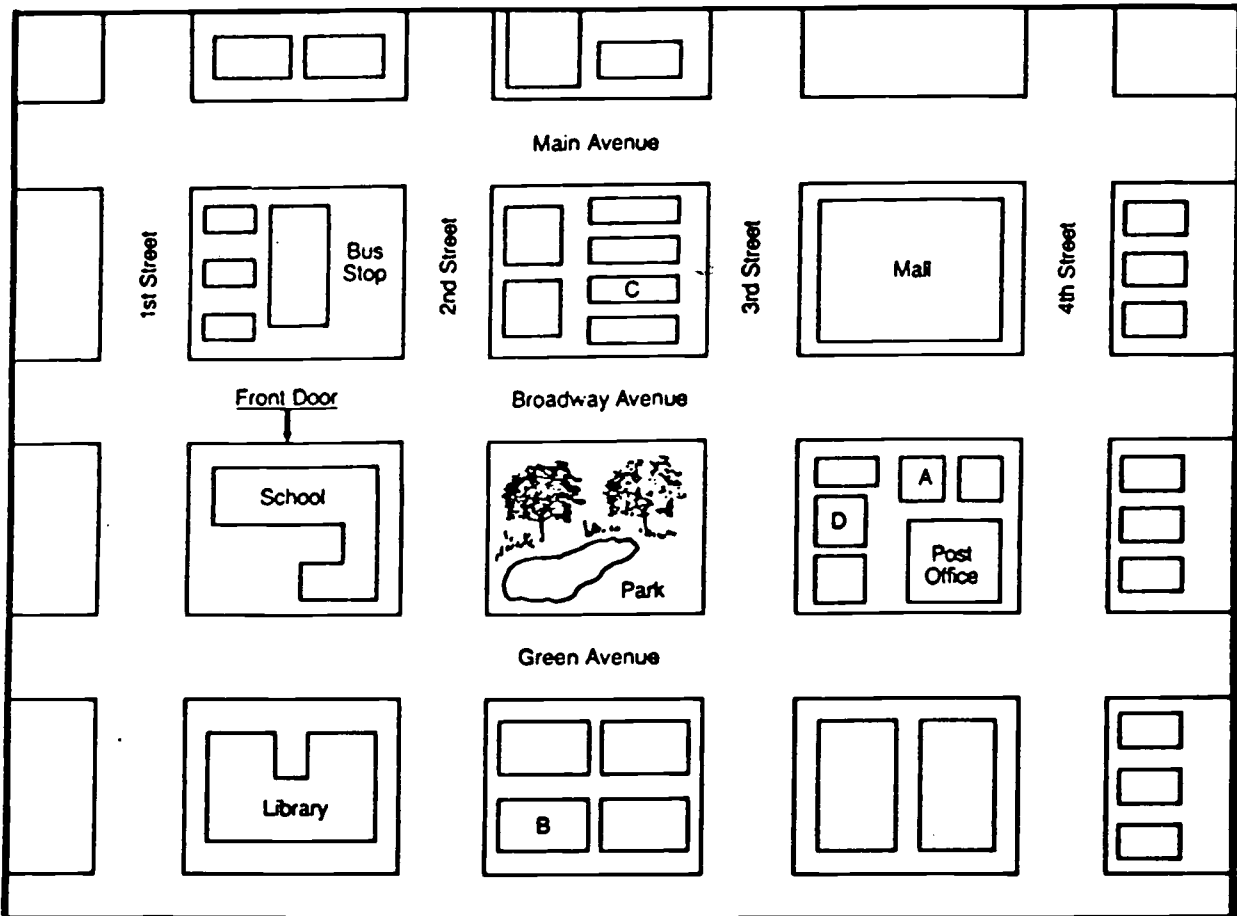 Main Avenue
1st Street
Bus
Stop
2nd Street
C
3rd Street
Mall
4th Street
Front Door
Broadway Avenue
School
A
D
Post
Office
Park
Green Avenue
Library
B